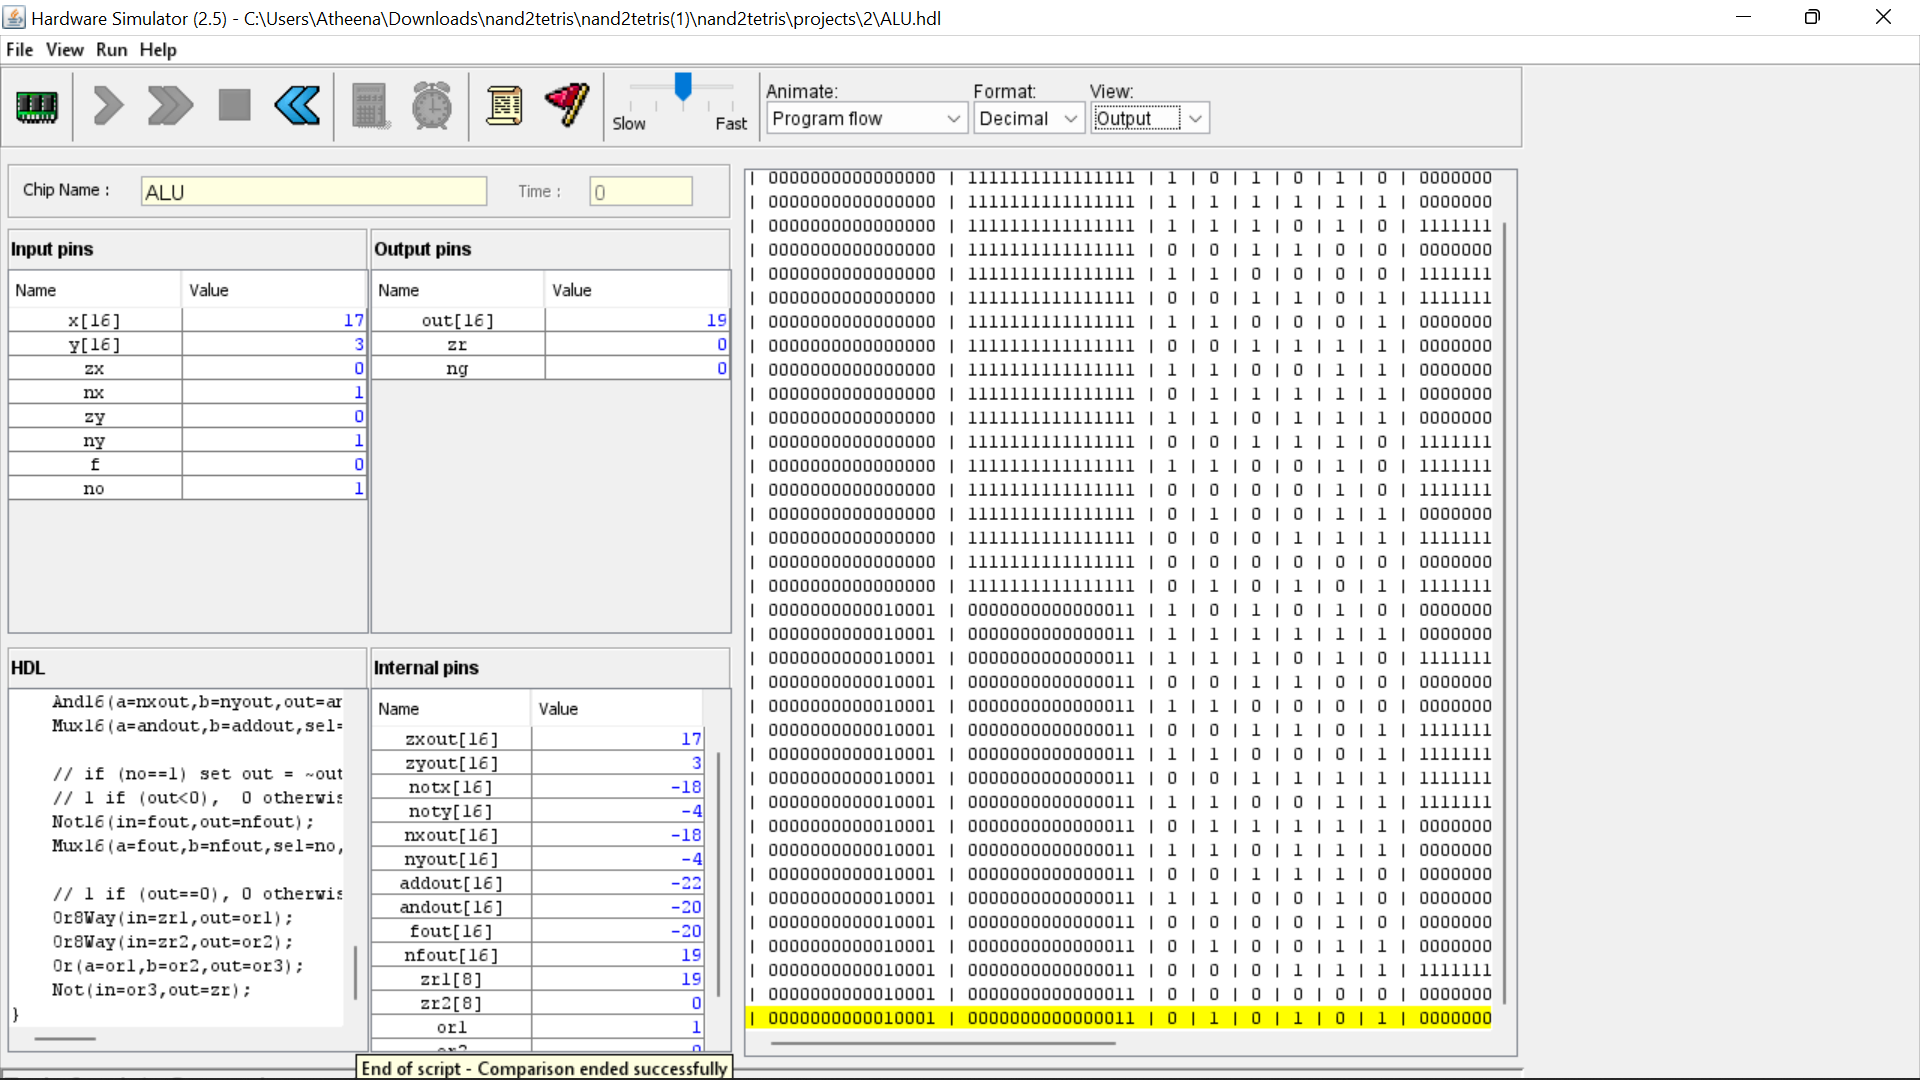 Hardware Simulator (2.5) - C:\Users\Atheena\Downloads\nand2tetris\nand2tetris(1)\nand2tetris\projects\2\ALU.hdl
File View Run Help
Slow Fast
Animate: Format: View:
Program flow Decimal Output
Chip Name : ALU Time : 0
Input pins
Name Value
x[16] 17
y[16] 3
zx 0
nx 1
zy 0
ny 1
f 0
no 1
Output pins
Name Value
out[16] 19
zr 0
ng 0
HDL
And16(a=nxout,b=nyout,out=ar
Mux16(a=andout,b=addout,sel=
// if (no==1) set out = ~out
// 1 if (out<0), 0 otherwis
Not16(in=fout,out=nfout);
Mux16(a=fout,b=nfout,sel=no,
// 1 if (out==0), 0 otherwis
Or8Way(in=zr1,out=or1);
Or8Way(in=zr2,out=or2);
Or(a=or1,b=or2,out=or3);
Not(in=or3,out=zr);
}
Internal pins
Name Value
zxout[16] 17
zyout[16] 3
notx[16] -18
noty[16] -4
nxout[16] -18
nyout[16] -4
addout[16] -22
andout[16] -20
fout[16] -20
nfout[16] 19
zr1[8] 19
zr2[8] 0
or1 1
or2 0
| 0000000000000000 | 1111111111111111 | 1 | 0 | 1 | 0 | 1 | 0 | 0000000
| 0000000000000000 | 1111111111111111 | 1 | 1 | 1 | 1 | 1 | 1 | 0000000
| 0000000000000000 | 1111111111111111 | 1 | 1 | 1 | 0 | 1 | 0 | 1111111
| 0000000000000000 | 1111111111111111 | 0 | 0 | 1 | 1 | 0 | 0 | 0000000
| 0000000000000000 | 1111111111111111 | 1 | 1 | 0 | 0 | 0 | 0 | 1111111
| 0000000000000000 | 1111111111111111 | 0 | 0 | 1 | 1 | 0 | 1 | 1111111
| 0000000000000000 | 1111111111111111 | 1 | 1 | 0 | 0 | 0 | 1 | 0000000
| 0000000000000000 | 1111111111111111 | 0 | 0 | 1 | 1 | 1 | 1 | 0000000
| 0000000000000000 | 1111111111111111 | 1 | 1 | 0 | 0 | 1 | 1 | 0000000
| 0000000000000000 | 1111111111111111 | 0 | 1 | 1 | 1 | 1 | 1 | 0000000
| 0000000000000000 | 1111111111111111 | 1 | 1 | 0 | 1 | 1 | 1 | 0000000
| 0000000000000000 | 1111111111111111 | 0 | 0 | 1 | 1 | 1 | 0 | 1111111
| 0000000000000000 | 1111111111111111 | 1 | 1 | 0 | 0 | 1 | 0 | 1111111
| 0000000000000000 | 1111111111111111 | 0 | 0 | 0 | 0 | 1 | 0 | 1111111
| 0000000000000000 | 1111111111111111 | 0 | 1 | 0 | 0 | 1 | 1 | 0000000
| 0000000000000000 | 1111111111111111 | 0 | 0 | 0 | 1 | 1 | 1 | 1111111
| 0000000000000000 | 1111111111111111 | 0 | 0 | 0 | 0 | 0 | 0 | 0000000
| 0000000000000000 | 1111111111111111 | 0 | 1 | 0 | 1 | 0 | 1 | 1111111
| 0000000000010001 | 0000000000000011 | 1 | 0 | 1 | 0 | 1 | 0 | 0000000
| 0000000000010001 | 0000000000000011 | 1 | 1 | 1 | 1 | 1 | 1 | 0000000
| 0000000000010001 | 0000000000000011 | 1 | 1 | 1 | 0 | 1 | 0 | 1111111
| 0000000000010001 | 0000000000000011 | 0 | 0 | 1 | 1 | 0 | 0 | 0000000
| 0000000000010001 | 0000000000000011 | 1 | 1 | 0 | 0 | 0 | 0 | 0000000
| 0000000000010001 | 0000000000000011 | 0 | 0 | 1 | 1 | 0 | 1 | 1111111
| 0000000000010001 | 0000000000000011 | 1 | 1 | 0 | 0 | 0 | 1 | 1111111
| 0000000000010001 | 0000000000000011 | 0 | 0 | 1 | 1 | 1 | 1 | 1111111
| 0000000000010001 | 0000000000000011 | 1 | 1 | 0 | 0 | 1 | 1 | 1111111
| 0000000000010001 | 0000000000000011 | 0 | 1 | 1 | 1 | 1 | 1 | 0000000
| 0000000000010001 | 0000000000000011 | 1 | 1 | 0 | 1 | 1 | 1 | 0000000
| 0000000000010001 | 0000000000000011 | 0 | 0 | 1 | 1 | 1 | 0 | 0000000
| 0000000000010001 | 0000000000000011 | 1 | 1 | 0 | 0 | 1 | 0 | 0000000
| 0000000000010001 | 0000000000000011 | 0 | 0 | 0 | 0 | 1 | 0 | 0000000
| 0000000000010001 | 0000000000000011 | 0 | 1 | 0 | 0 | 1 | 1 | 0000000
| 0000000000010001 | 0000000000000011 | 0 | 0 | 0 | 1 | 1 | 1 | 1111111
| 0000000000010001 | 0000000000000011 | 0 | 0 | 0 | 0 | 0 | 0 | 0000000
| 0000000000010001 | 0000000000000011 | 0 | 1 | 0 | 1 | 0 | 1 | 0000000
End of script - Comparison ended successfully